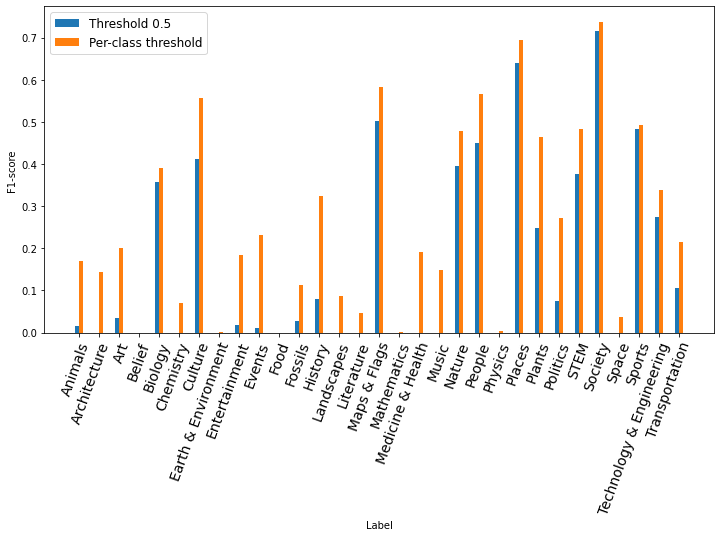 Threshold 0.5
Per-class threshold
F1-score
0.7
0.6
0.5
0.4
0.3
0.2
0.1
0.0
Animals
Architecture
Art
Belief
Biology
Chemistry
Culture
Earth & Environment
Entertainment
Events
Food
Fossils
History
Landscapes
Literature
Maps & Flags
Mathematics
Medicine & Health
Music
Nature
People
Physics
Places
Plants
Politics
STEM
Society
Space
Sports
Technology & Engineering
Transportation
Label